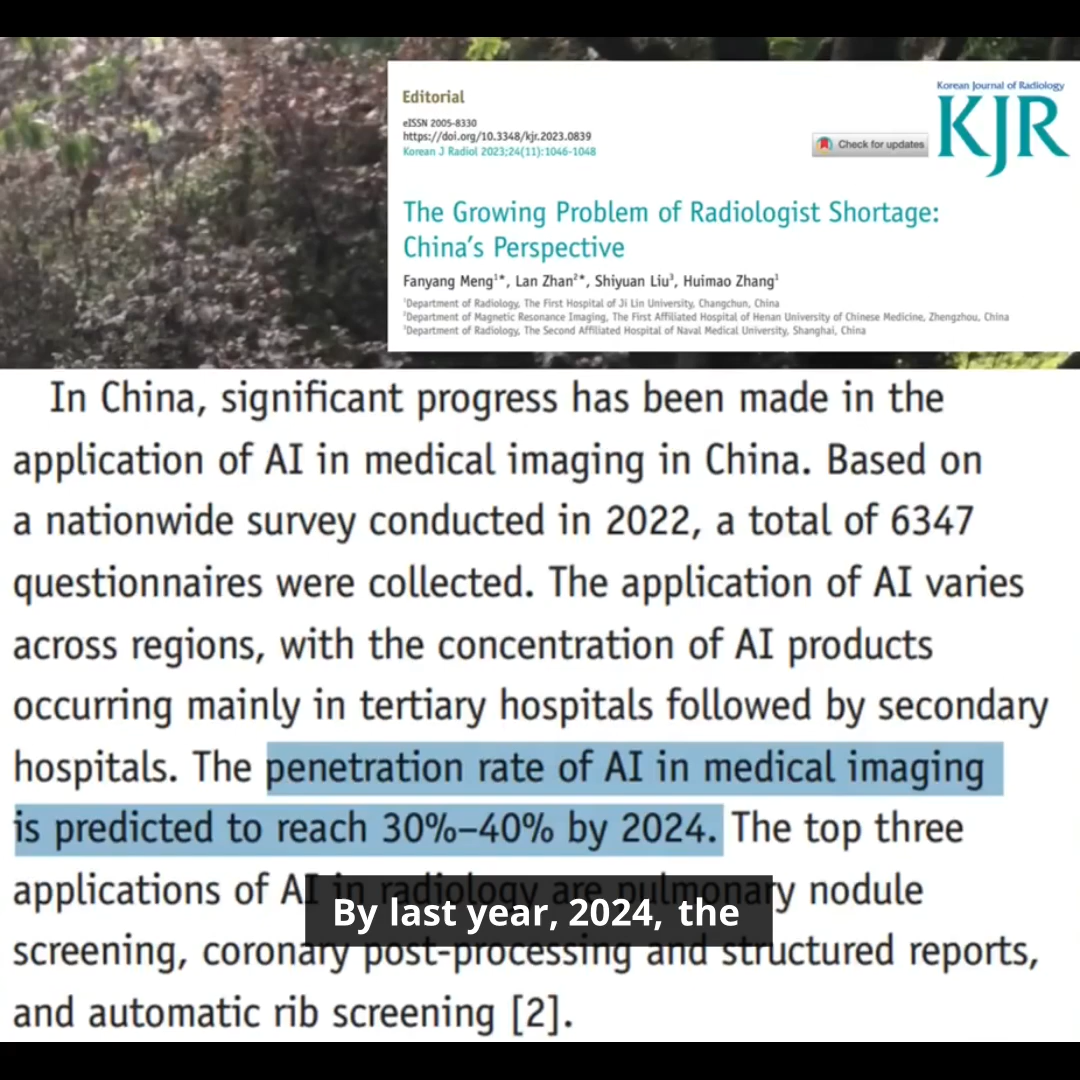 Editorial
eISSN 2005-8330
https://doi.org/10.3348/kjr.2023.0839
Korean J Radiol 2023;24(11):1046-1048
Check for updates
Korean Journal of Radiology
KJR
The Growing Problem of Radiologist Shortage:
China's Perspective
Fanyang Meng¹*, Lan Zhan²*, Shiyuan Liu³, Huimao Zhang¹
¹Department of Radiology, The First Hospital of Ji Lin University, Changchun, China
²Department of Magnetic Resonance Imaging, The First Affiliated Hospital of Henan University of Chinese Medicine, Zhengzhou, China
³Department of Radiology, The Second Affiliated Hospital of Naval Medical University, Shanghai, China
In China, significant progress has been made in the
application of AI in medical imaging in China. Based on
a nationwide survey conducted in 2022, a total of 6347
questionnaires were collected. The application of AI varies
across regions, with the concentration of AI products
occurring mainly in tertiary hospitals followed by secondary
hospitals. The penetration rate of AI in medical imaging
is predicted to reach 30%–40% by 2024. The top three
applications of AI in radiology are pulmonary nodule
By last year, 2024, the
screening, coronary post-processing and structured reports,
and automatic rib screening [2].